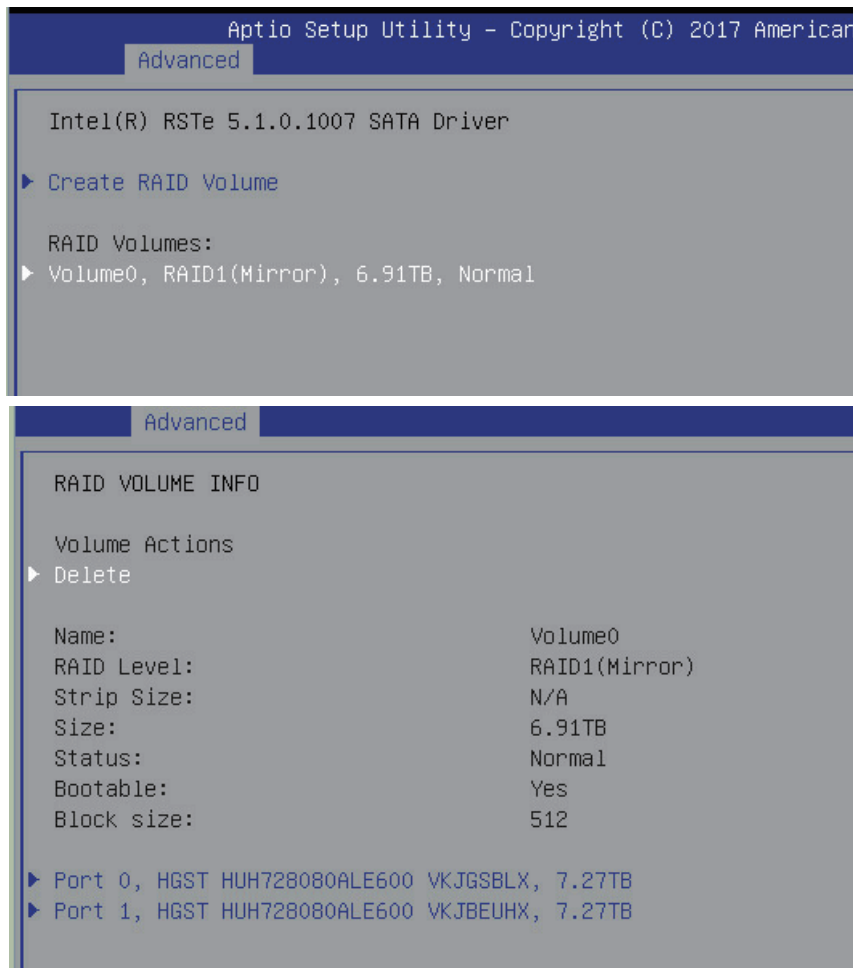 Aptio Setup Utility – Copyright (C) 2017 American
Advanced
Intel(R) RSTe 5.1.0.1007 SATA Driver
Create RAID Volume
RAID Volumes:
Volume0, RAID1(Mirror), 6.91TB, Normal
Advanced
RAID VOLUME INFO
Volume Actions
Delete
Name: Volume0
RAID Level: RAID1(Mirror)
Strip Size: N/A
Size: 6.91TB
Status: Normal
Bootable: Yes
Block size: 512
Port 0, HGST HUH728080ALE600 VKJGSBLX, 7.27TB
Port 1, HGST HUH728080ALE600 VKJBEUHX, 7.27TB